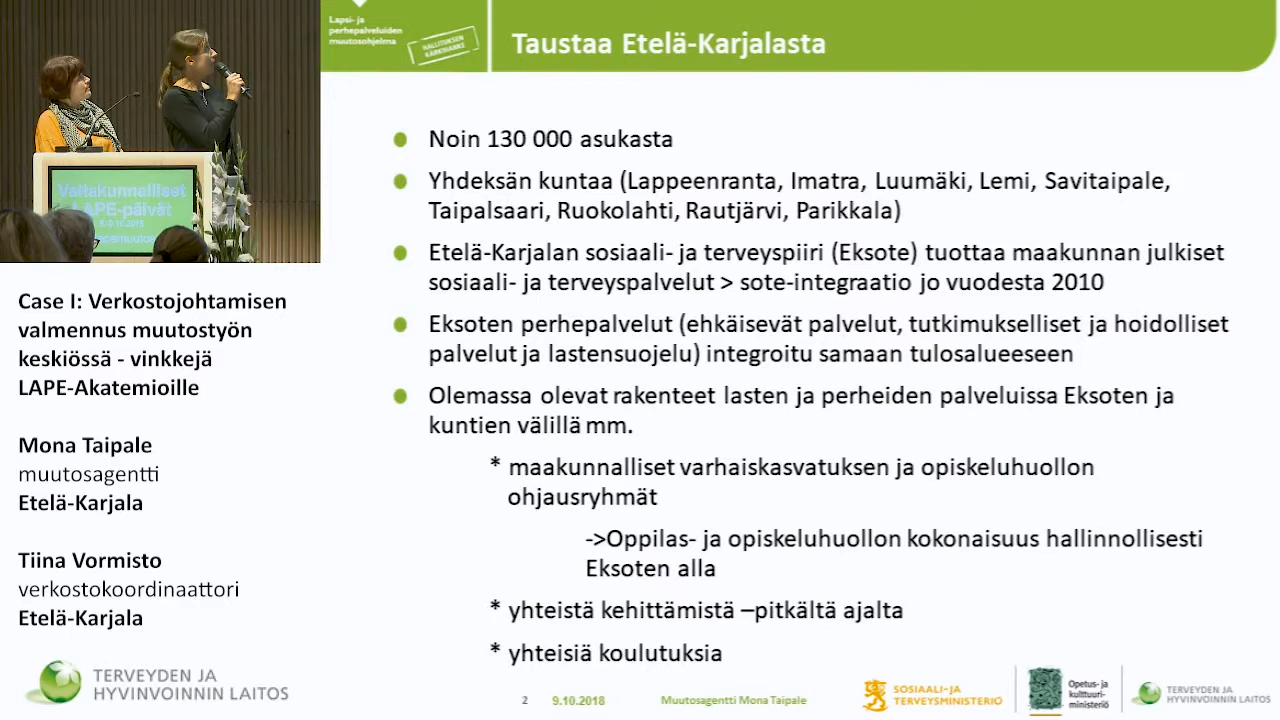 Lapsi- ja
perhepalveluiden
muutosohjelma
HALLITUKSEN
KÄRKIHANKE
Taustaa Etelä-Karjalasta
Noin 130 000 asukasta
Yhdeksän kuntaa (Lappeenranta, Imatra, Luumäki, Lemi, Savitaipale,
Taipalsaari, Ruokolahti, Rautjärvi, Parikkala)
Etelä-Karjalan sosiaali- ja terveyspiiri (Eksote) tuottaa maakunnan julkiset
sosiaali- ja terveyspalvelut > sote-integraatio jo vuodesta 2010
Eksoten perhepalvelut (ehkäisevät palvelut, tutkimukselliset ja hoidolliset
palvelut ja lastensuojelu) integroitu samaan tulosalueeseen
Olemassa olevat rakenteet lasten ja perheiden palveluissa Eksoten ja
kuntien välillä mm.
* maakunnalliset varhaiskasvatuksen ja opiskeluhuollon
ohjausryhmät
->Oppilas- ja opiskeluhuollon kokonaisuus hallinnollisesti
Eksoten alla
* yhteistä kehittämistä –pitkältä ajalta
* yhteisiä koulutuksia
Valtakunnalliset
LAPE-päivät
Case I: Verkostojohtamisen
valmennus muutostyön
keskiössä - vinkkejä
LAPE-Akatemioille
Mona Taipale
muutosagentti
Etelä-Karjala
Tiina Vormisto
verkostokoordinaattori
Etelä-Karjala
TERVEYDEN JA
HYVINVOINNIN LAITOS
2 9.10.2018 Muutosagentti Mona Taipale
SOSIAALI- JA
TERVEYSMINISTERIÖ
Opetus- ja
kulttuuri-
ministeriö
TERVEYDEN JA
HYVINVOINNIN LAITOS